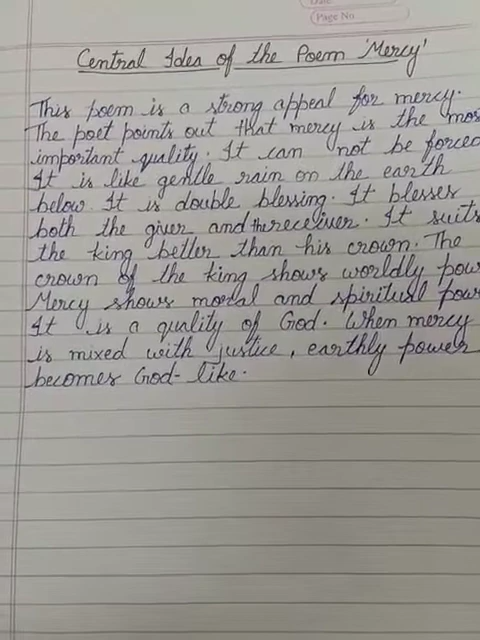 Date
Page No
Central Idea of the Poem 'Mercy'
This poem is a strong appeal for mercy.
The poet points out that mercy is the mos
important quality. It can not be forced
It is like gentle rain on the earth
below. It is double blessing. It blesses
both the giver and the receiver. It suits
the king better than his crown. The
crown of the king shows worldly pow
Mercy shows moral and spiritual pow
It is a quality of God. When mercy
is mixed with justice, earthly power
becomes God-like.